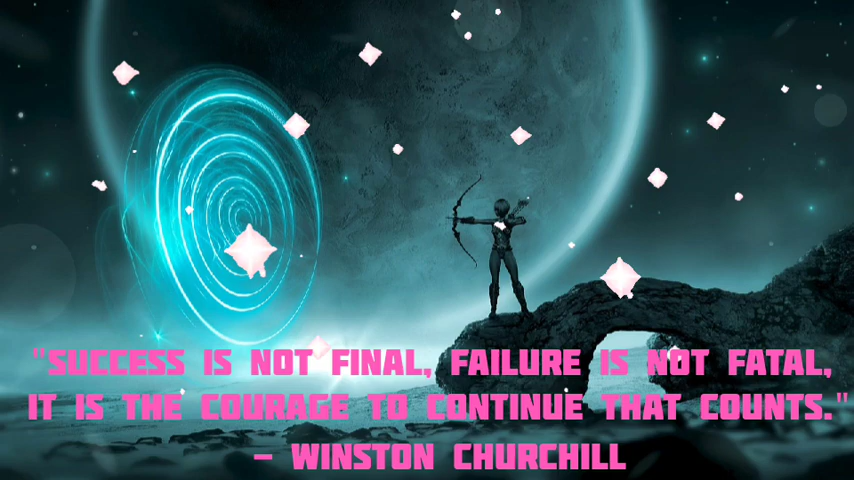 "SUCCESS IS NOT FINAL, FAILURE IS NOT FATAL,
IT IS THE COURAGE TO CONTINUE THAT COUNTS."
- WINSTON CHURCHILL